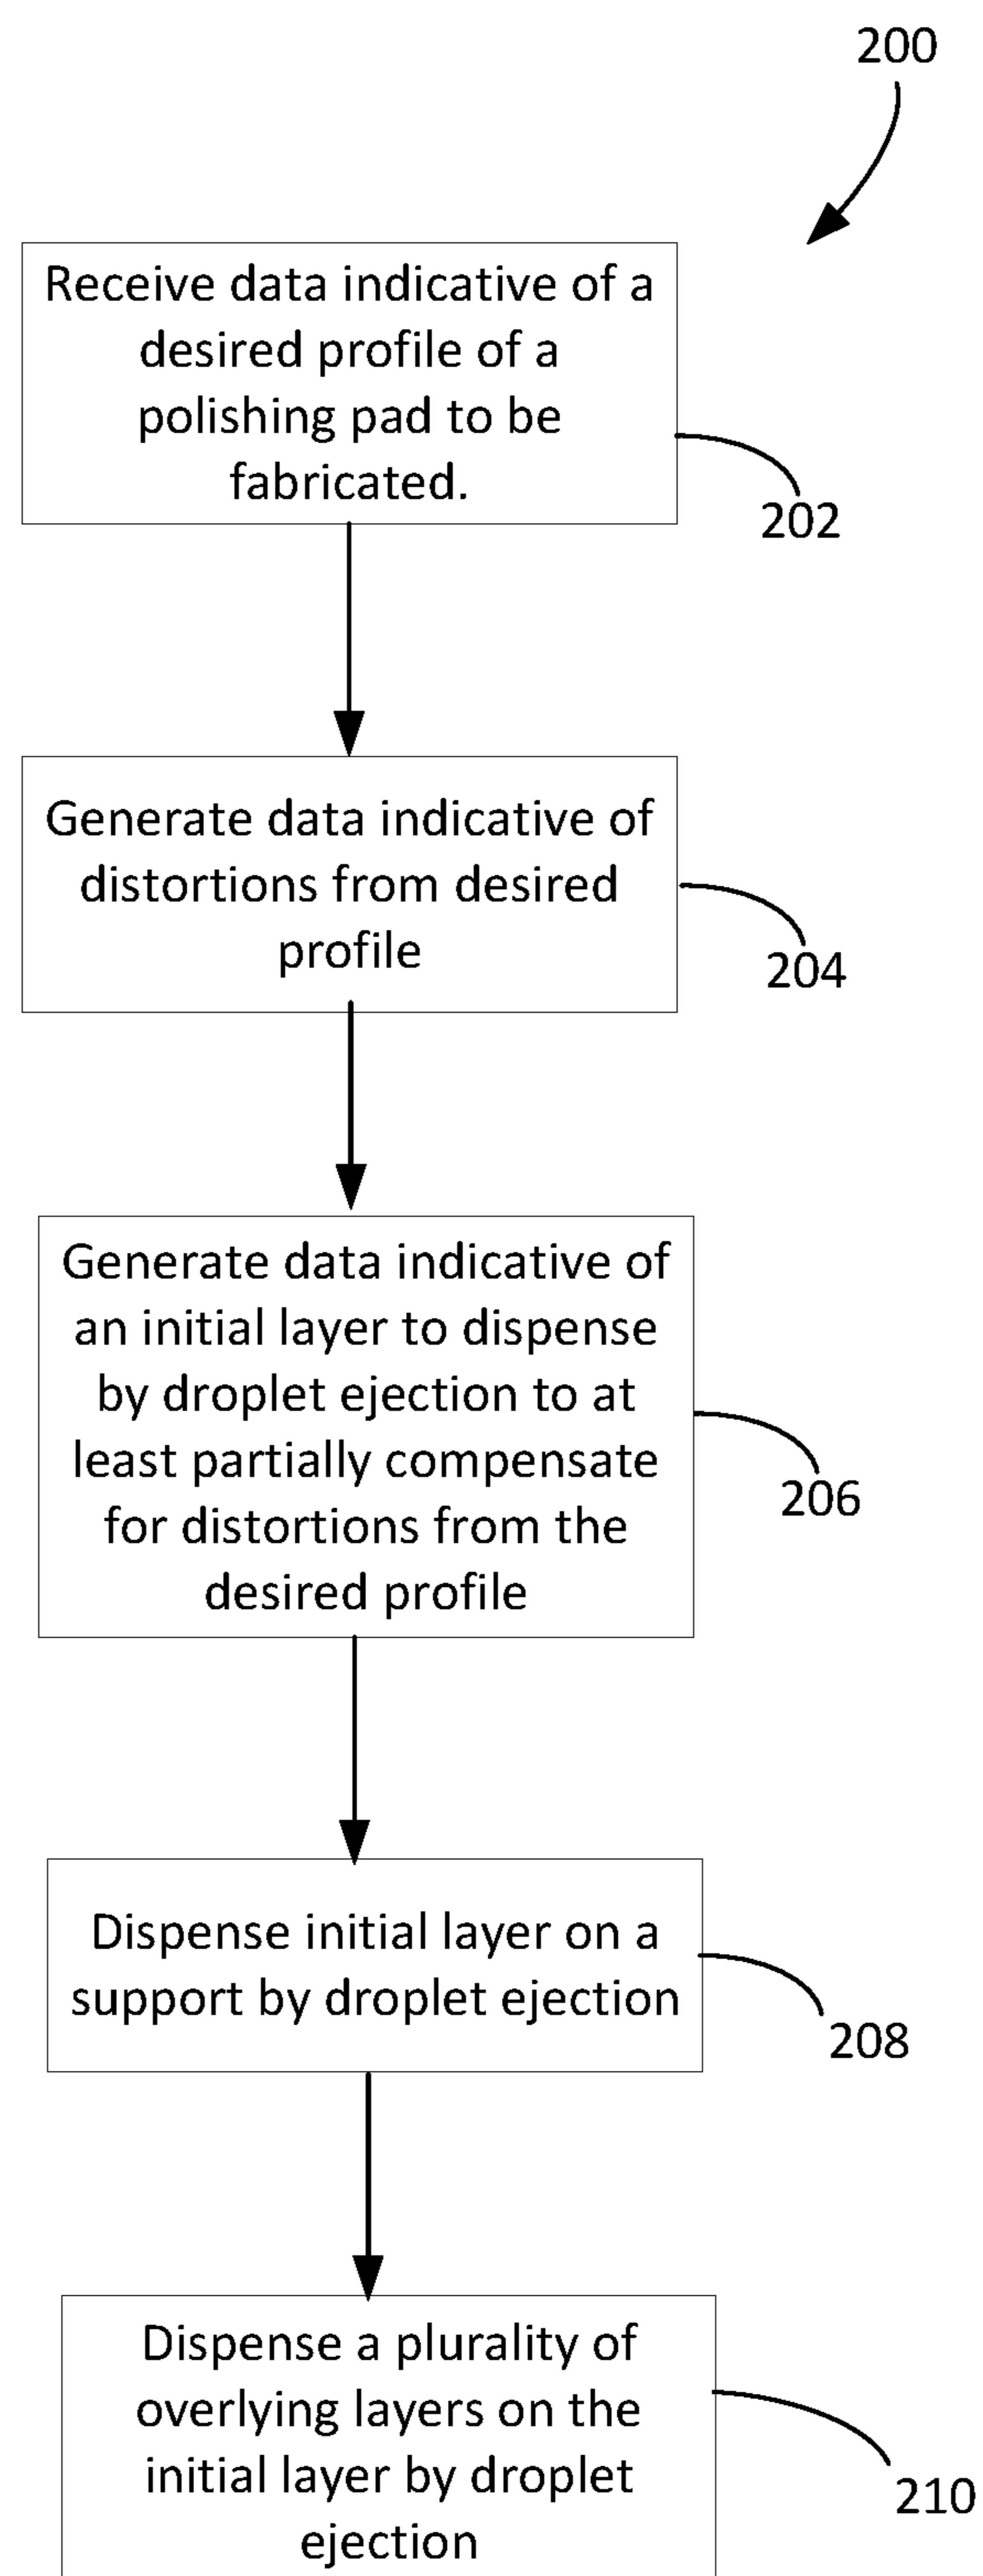 200
Receive data indicative of a
desired profile of a
polishing pad to be
fabricated.
202
Generate data indicative of
distortions from desired
profile
204
Generate data indicative of
an initial layer to dispense
by droplet ejection to at
least partially compensate
for distortions from the
desired profile
206
Dispense initial layer on a
support by droplet ejection
208
Dispense a plurality of
overlying layers on the
initial layer by droplet
ejection
210